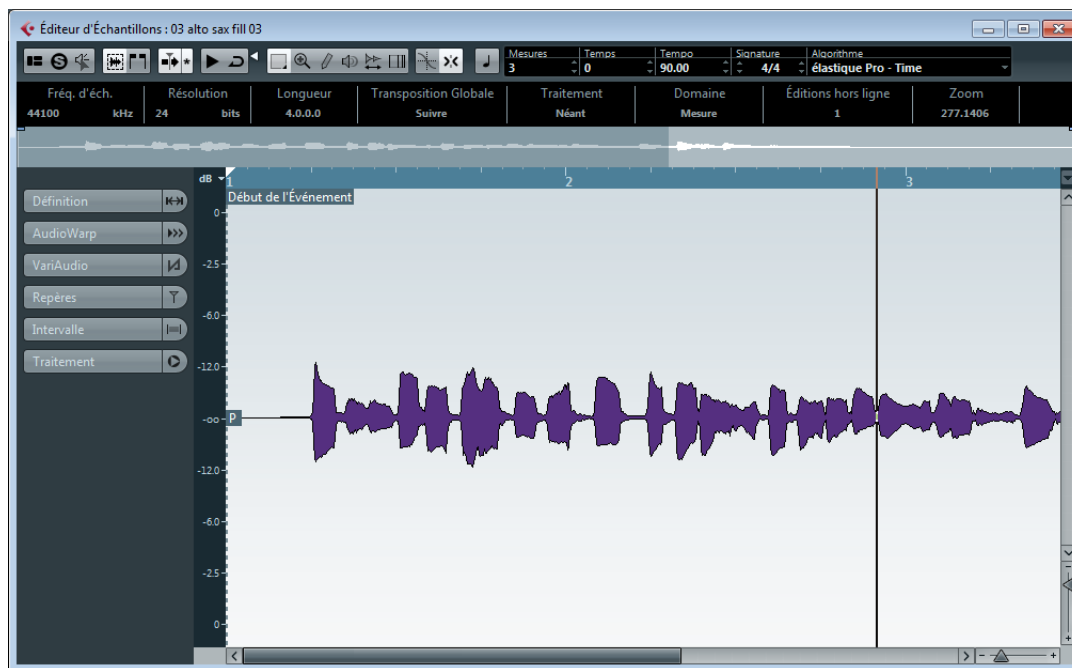 Éditeur d'Échantillons : 03 alto sax fill 03
Mesures Temps Tempo Signature Algorithme
3 0 90.00 4/4 élastique Pro - Time
Fréq. d'éch. Résolution Longueur Transposition Globale Traitement Domaine Éditions hors ligne Zoom
44100 kHz 24 bits 4.0.0.0 Suivre Néant Mesure 1 277.1406
dB 1 2 3
Début de l'Événement
Définition
AudioWarp
VariAudio
Repères
Intervalle
Traitement
0
-2.5
-6.0
-12.0
-oo P
-12.0
-6.0
-2.5
0